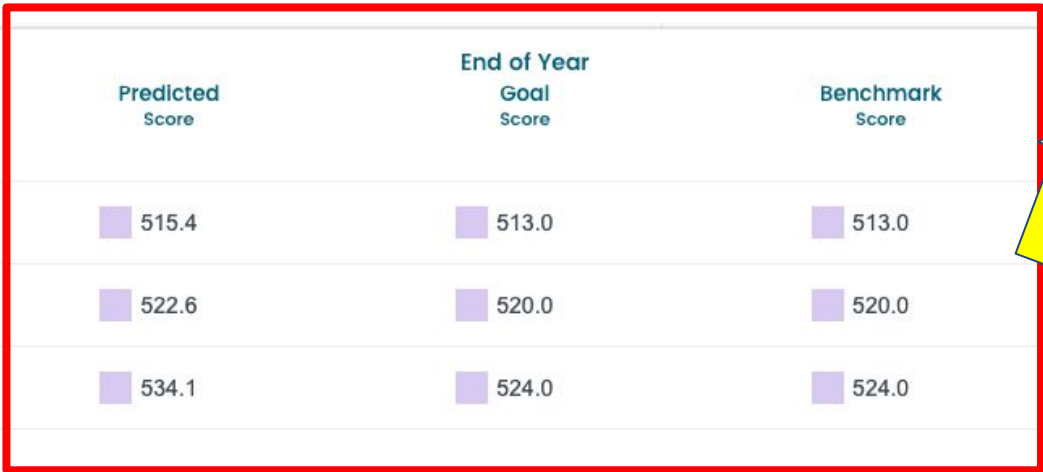 End of Year
Predicted Goal Benchmark
Score Score Score
515.4 513.0 513.0
522.6 520.0 520.0
534.1 524.0 524.0